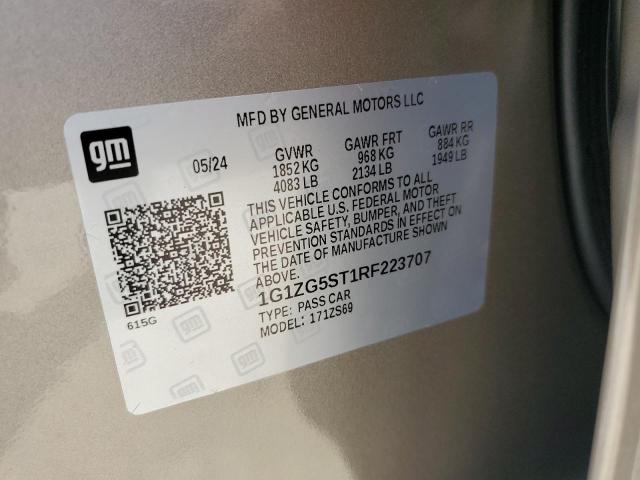 MFD BY GENERAL MOTORS LLC
gm
05/24
GVWR GAWR FRT GAWR RR
1852 KG 968 KG 884 KG
4083 LB 2134 LB 1949 LB
THIS VEHICLE CONFORMS TO ALL
APPLICABLE U.S. FEDERAL MOTOR
VEHICLE SAFETY, BUMPER, AND THEFT
PREVENTION STANDARDS IN EFFECT ON
THE DATE OF MANUFACTURE SHOWN
ABOVE.
1G1ZG5ST1RF223707
TYPE: PASS CAR
MODEL: 171ZS69
615G